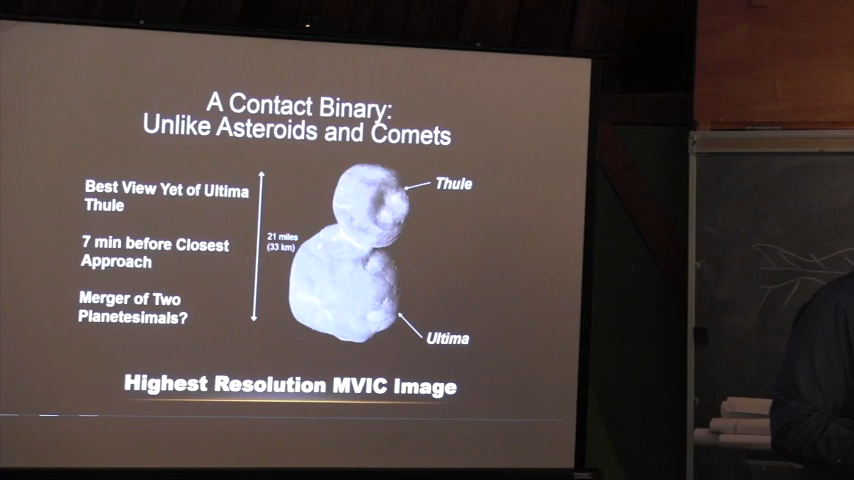 A Contact Binary:
Unlike Asteroids and Comets
Best View Yet of Ultima
Thule
7 min before Closest
Approach
Merger of Two
Planetesimals?
21 miles
(33 km)
Thule
Ultima
Highest Resolution MVIC Image